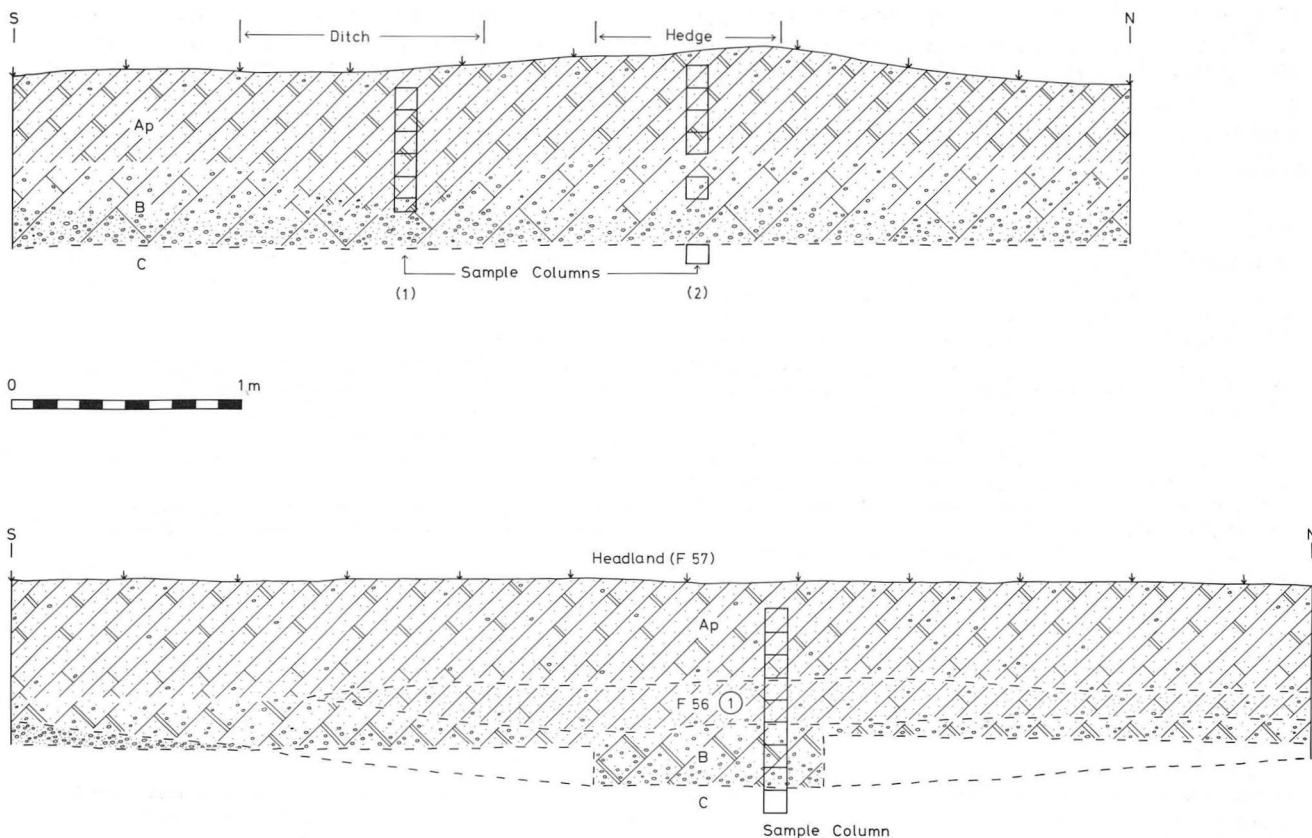 S
N
Ditch
Hedge
Ap
B
C
Sample Columns
(1)
(2)
0
1m
S
N
Headland (F 57)
Ap
F 56 1
B
C
Sample Column